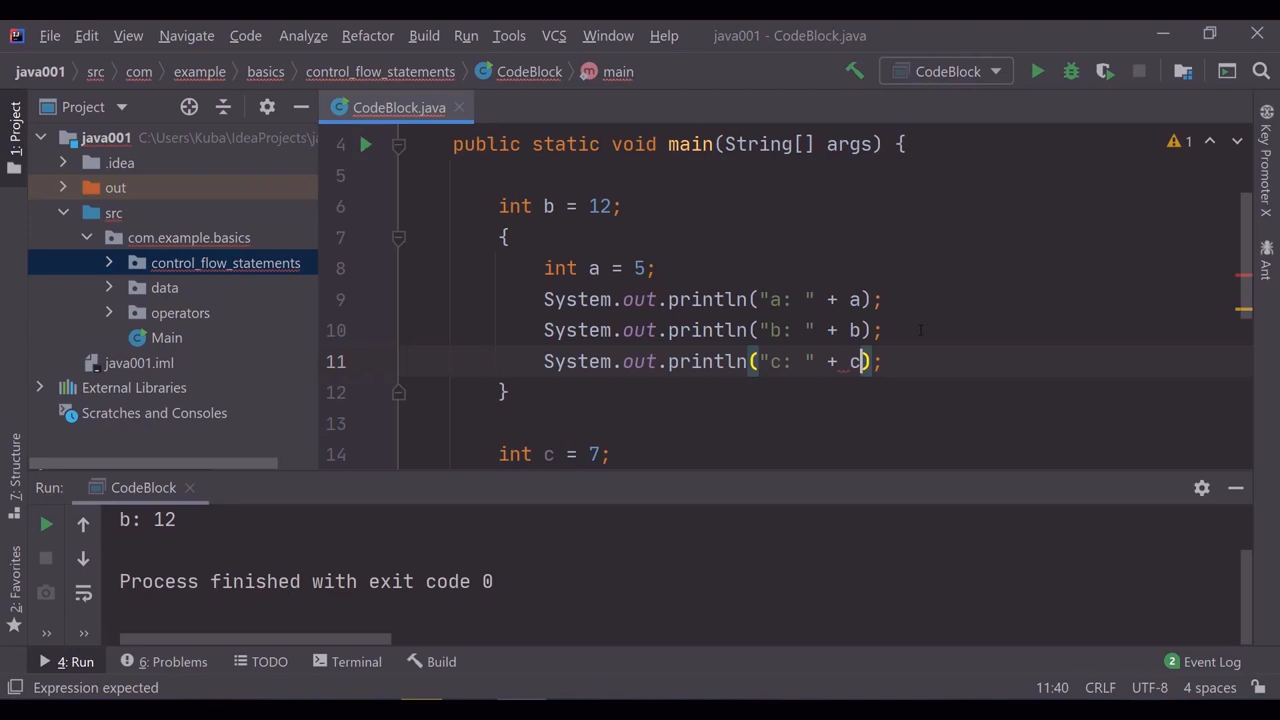 File Edit View Navigate Code Analyze Refactor Build Run Tools VCS Window Help java001 - CodeBlock.java
java001 src com example basics control_flow_statements CodeBlock main CodeBlock
1: Project
Project
CodeBlock.java
java001 C:\Users\Kuba\IdeaProjects\ja
.idea
out
src
com.example.basics
control_flow_statements
data
operators
Main
java001.iml
External Libraries
Scratches and Consoles
4 public static void main(String[] args) {
5
6 int b = 12;
7 {
8 int a = 5;
9 System.out.println("a: " + a);
10 System.out.println("b: " + b);
11 System.out.println("c: " + c);
12 }
13
14 int c = 7;
1
Key Promoter X
Ant
7: Structure
2: Favorites
Run: CodeBlock
b: 12
Process finished with exit code 0
4: Run 6: Problems TODO Terminal Build 2 Event Log
Expression expected 11:40 CRLF UTF-8 4 spaces